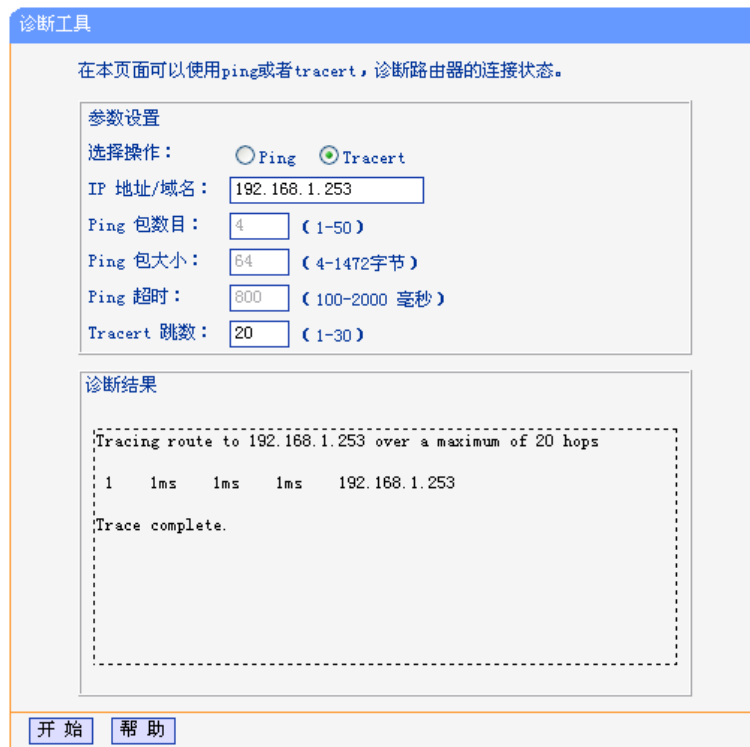 诊断工具
在本页面可以使用ping或者tracert，诊断路由器的连接状态。
参数设置
选择操作： Ping Tracert
IP 地址/域名： 192.168.1.253
Ping 包数目： 4 （1-50）
Ping 包大小： 64 （4-1472字节）
Ping 超时： 800 （100-2000 毫秒）
Tracert 跳数： 20 （1-30）
诊断结果
Tracing route to 192.168.1.253 over a maximum of 20 hops
1 1ms 1ms 1ms 192.168.1.253
Trace complete.
开 始 帮 助